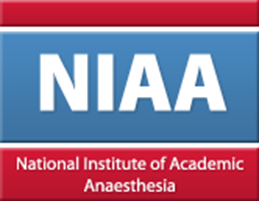 NIAA
National Institute of Academic
Anaesthesia